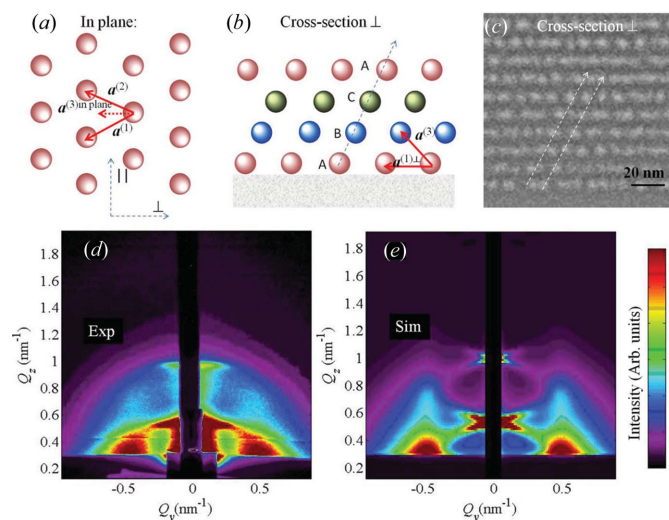 (a) In plane:
a(2)
a(3)in plane
a(1)
||
⊥
(b) Cross-section ⊥
A
C
B
a(3)
A
a(1)⊥
(c) Cross-section ⊥
20 nm
(d)
Exp
Qz (nm-1)
1.8
1.6
1.4
1.2
1
0.8
0.6
0.4
0.2
-0.5 0 0.5
Qy(nm-1)
(e)
Sim
Qz (nm-1)
1.8
1.6
1.4
1.2
1
0.8
0.6
0.4
0.2
-0.5 0 0.5
Qy(nm-1)
Intensity (Arb. units)